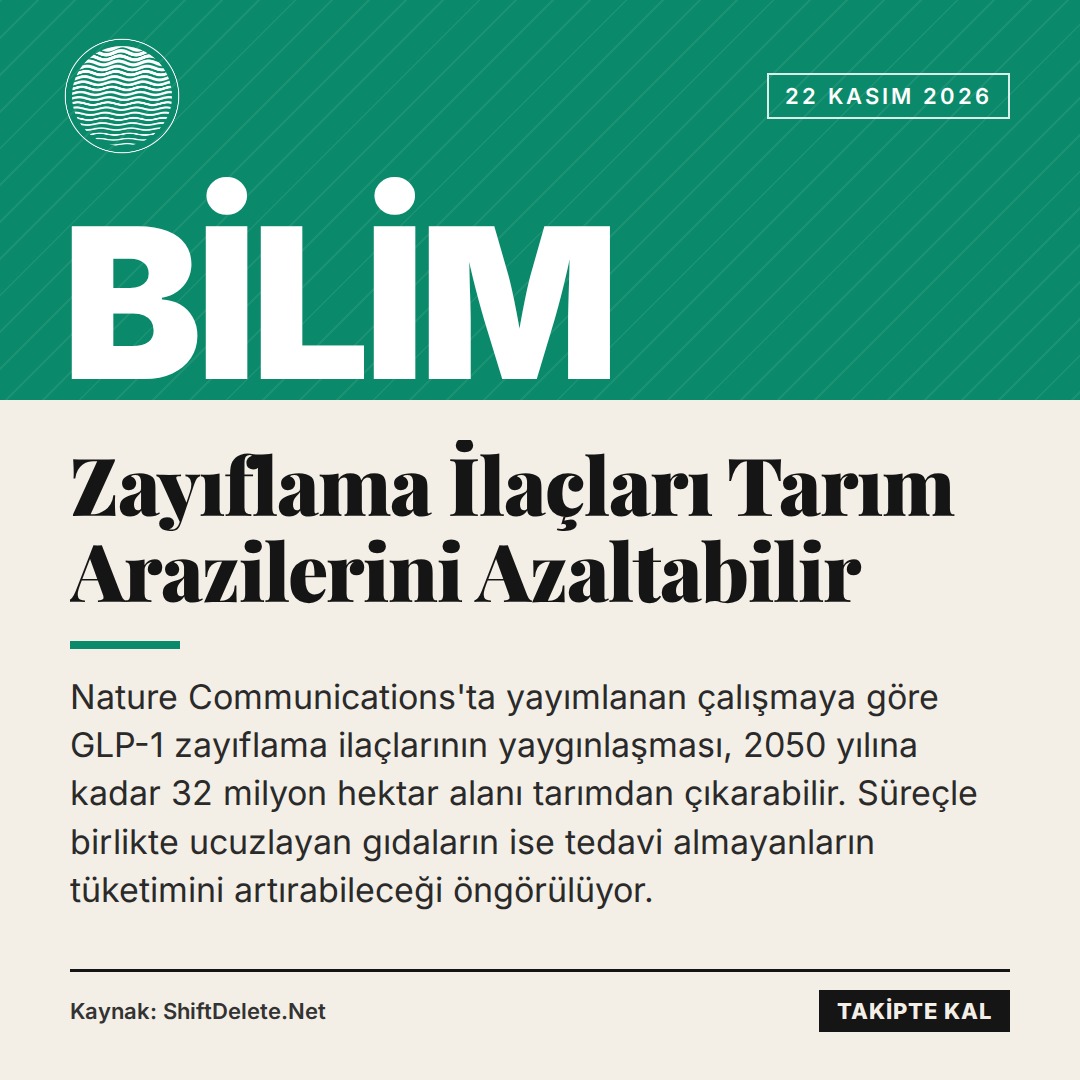 22 KASIM 2026
BİLİM
Zayıflama İlaçları Tarım
Arazilerini Azaltabilir
Nature Communications'ta yayımlanan çalışmaya göre
GLP-1 zayıflama ilaçlarının yaygınlaşması, 2050 yılına
kadar 32 milyon hektar alanı tarımdan çıkarabilir. Süreçle
birlikte ucuzlayan gıdaların ise tedavi almayanların
tüketimini artırabileceği öngörülüyor.
Kaynak: ShiftDelete.Net
TAKİPTE KAL